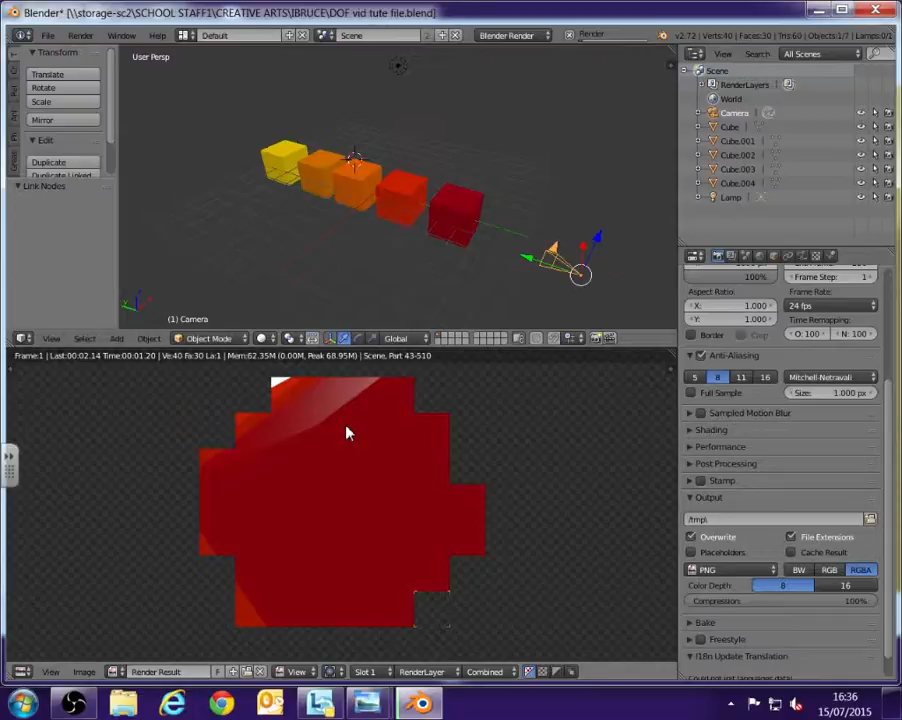 Blender* [\\storage-sc2\SCHOOL STAFF1\CREATIVE ARTS\IBRUCE\DOF vid tute file.blend]
File Render Window Help Default Scene 2 Blender Render Render v2.72 | Verts:40 | Faces:30 | Tris:60 | Objects:1/7 | Lamps:0/1
Transform
Translate
Rotate
Scale
Mirror
Edit
Duplicate
Duplicate Linked
Link Nodes
User Persp
(1) Camera
View Search All Scenes
Scene
RenderLayers
World
Camera
Cube
Cube.001
Cube.002
Cube.003
Cube.004
Lamp
View Select Add Object Object Mode Global
Frame:1 | Last:00:02.14 Time:00:01.20 | Ve:40 Fa:30 La:1 | Mem:62.35M (0.00M, Peak 68.95M) | Scene, Part 43-510
100% Frame Step: 1
Aspect Ratio: Frame Rate:
X: 1.000 24 fps
Y: 1.000 Time Remapping:
Border Crop O: 100 N: 100
Anti-Aliasing
5 8 11 16 Mitchell-Netravali
Full Sample Size: 1.000 px
Sampled Motion Blur
Shading
Performance
Post Processing
Stamp
Output
/tmp\
Overwrite File Extensions
Placeholders Cache Result
PNG BW RGB RGBA
Color Depth: 8 16
Compression: 100%
Bake
Freestyle
I18n Update Translation
View Image Render Result F View Slot 1 RenderLayer Combined
16:36
15/07/2015